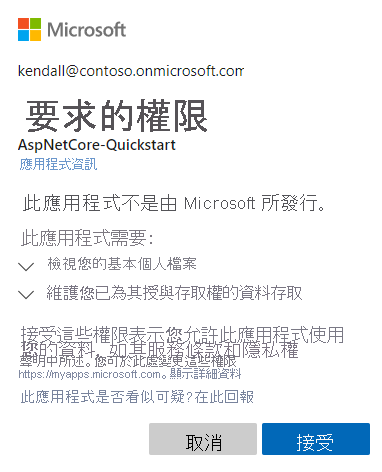 Microsoft
kendall@contoso.onmicrosoft.com
要求的權限
AspNetCore-Quickstart
應用程式資訊
此應用程式不是由 Microsoft 所發行。
此應用程式需要:
檢視您的基本個人檔案
維護您已為其授與存取權的資料存取
接受這些權限表示您允許此應用程式使用
您的資料, 如其服務條款和隱私權
聲明中所述。您可於此處變更這些權限
https://myapps.microsoft.com。顯示詳細資料
此應用程式是否看似可疑?在此回報
取消
接受